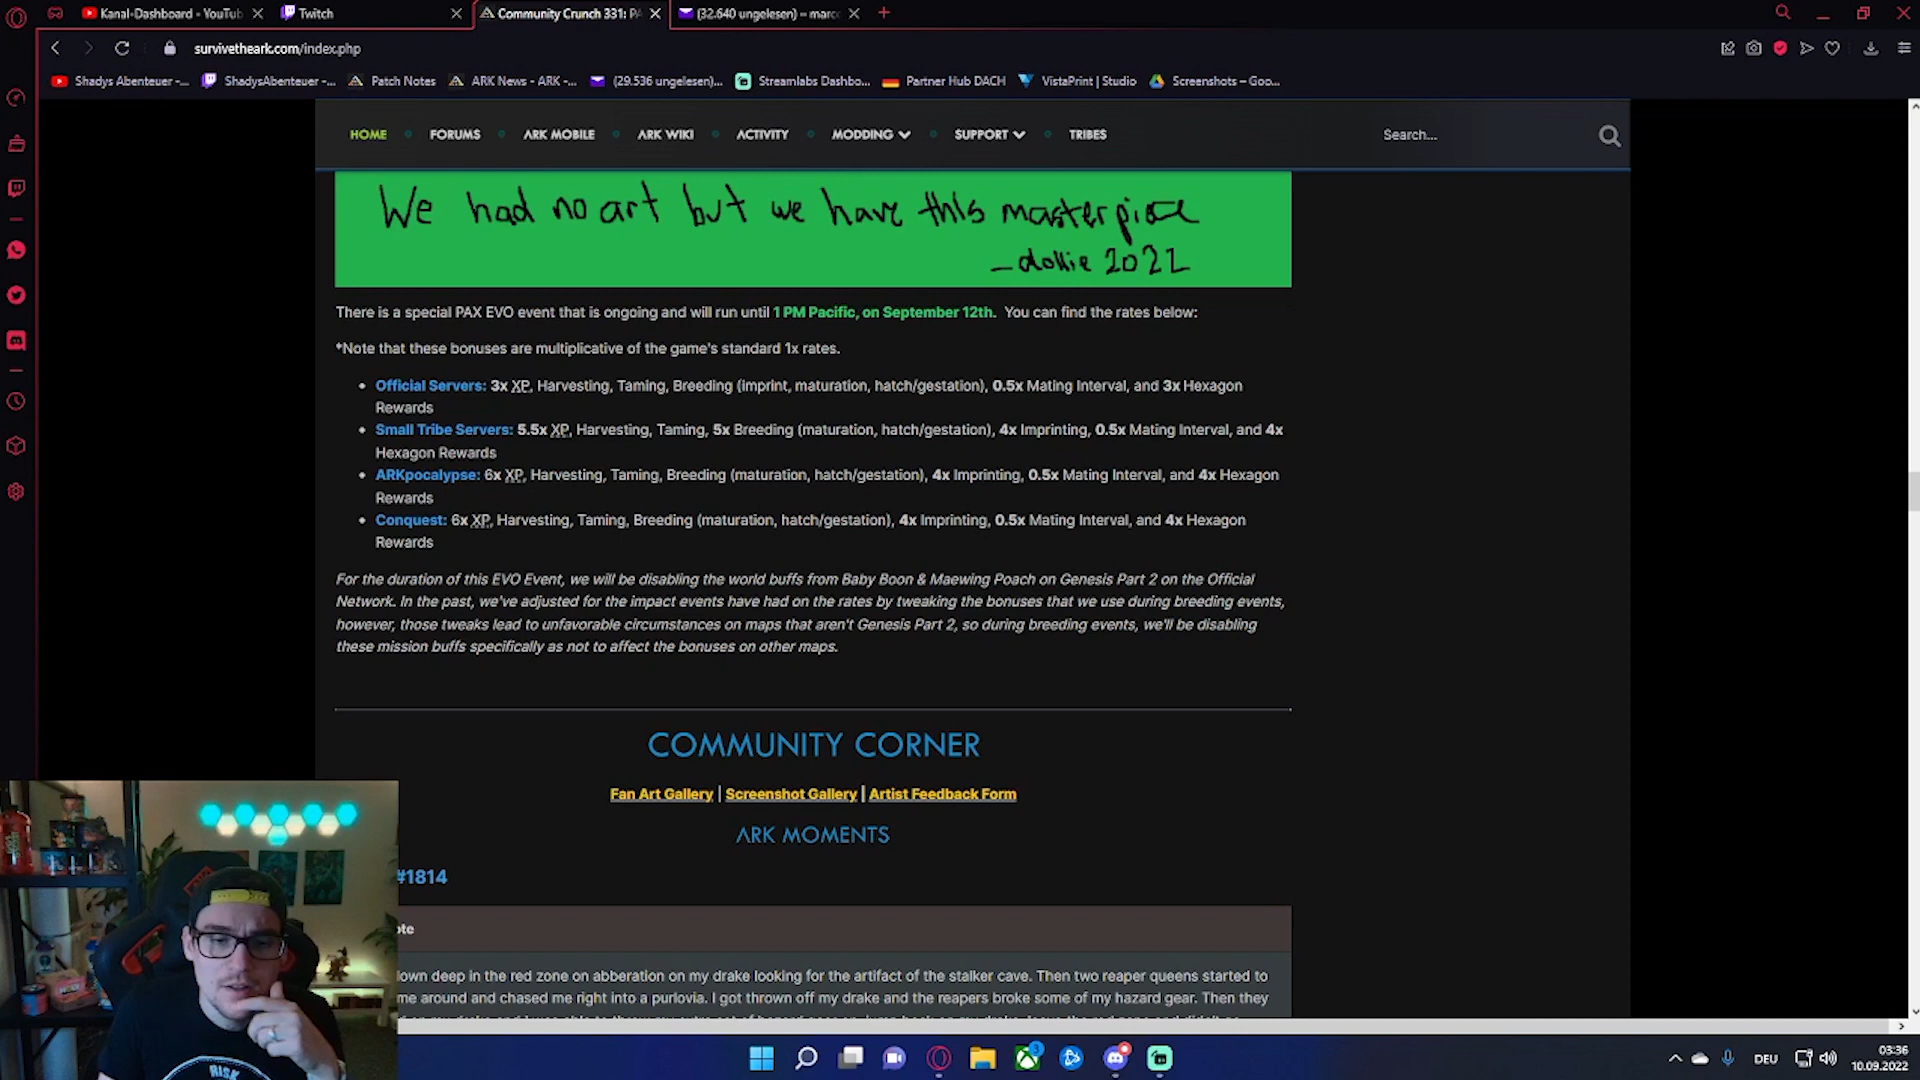 Kanal-Dashboard - YouTub
Twitch
Community Crunch 331: PA
(32.640 ungelesen) – marc
survivetheark.com/index.php
Shadys Abenteuer -...
ShadysAbenteuer -...
Patch Notes
ARK News - ARK -...
(29.536 ungelesen)...
Streamlabs Dashbo...
Partner Hub DACH
VistaPrint | Studio
Screenshots – Goo...
HOME
FORUMS
ARK MOBILE
ARK WIKI
ACTIVITY
MODDING
SUPPORT
TRIBES
Search...
We had no art but we have this masterpiece
– dollie 2022
There is a special PAX EVO event that is ongoing and will run until 1 PM Pacific, on September 12th. You can find the rates below:
*Note that these bonuses are multiplicative of the game's standard 1x rates.
• Official Servers: 3x XP, Harvesting, Taming, Breeding (imprint, maturation, hatch/gestation), 0.5x Mating Interval, and 3x Hexagon
Rewards
• Small Tribe Servers: 5.5x XP, Harvesting, Taming, 5x Breeding (maturation, hatch/gestation), 4x Imprinting, 0.5x Mating Interval, and 4x
Hexagon Rewards
• ARKpocalypse: 6x XP, Harvesting, Taming, Breeding (maturation, hatch/gestation), 4x Imprinting, 0.5x Mating Interval, and 4x Hexagon
Rewards
• Conquest: 6x XP, Harvesting, Taming, Breeding (maturation, hatch/gestation), 4x Imprinting, 0.5x Mating Interval, and 4x Hexagon
Rewards
For the duration of this EVO Event, we will be disabling the world buffs from Baby Boon & Maewing Poach on Genesis Part 2 on the Official
Network. In the past, we've adjusted for the impact events have had on the rates by tweaking the bonuses that we use during breeding events,
however, those tweaks lead to unfavorable circumstances on maps that aren't Genesis Part 2, so during breeding events, we'll be disabling
these mission buffs specifically as not to affect the bonuses on other maps.
COMMUNITY CORNER
Fan Art Gallery | Screenshot Gallery | Artist Feedback Form
ARK MOMENTS
#1814
ote
down deep in the red zone on abberation on my drake looking for the artifact of the stalker cave. Then two reaper queens started to
me around and chased me right into a purlovia. I got thrown off my drake and the reapers broke some of my hazard gear. Then they
RISK
3
DEU
03:36
10.09.2022